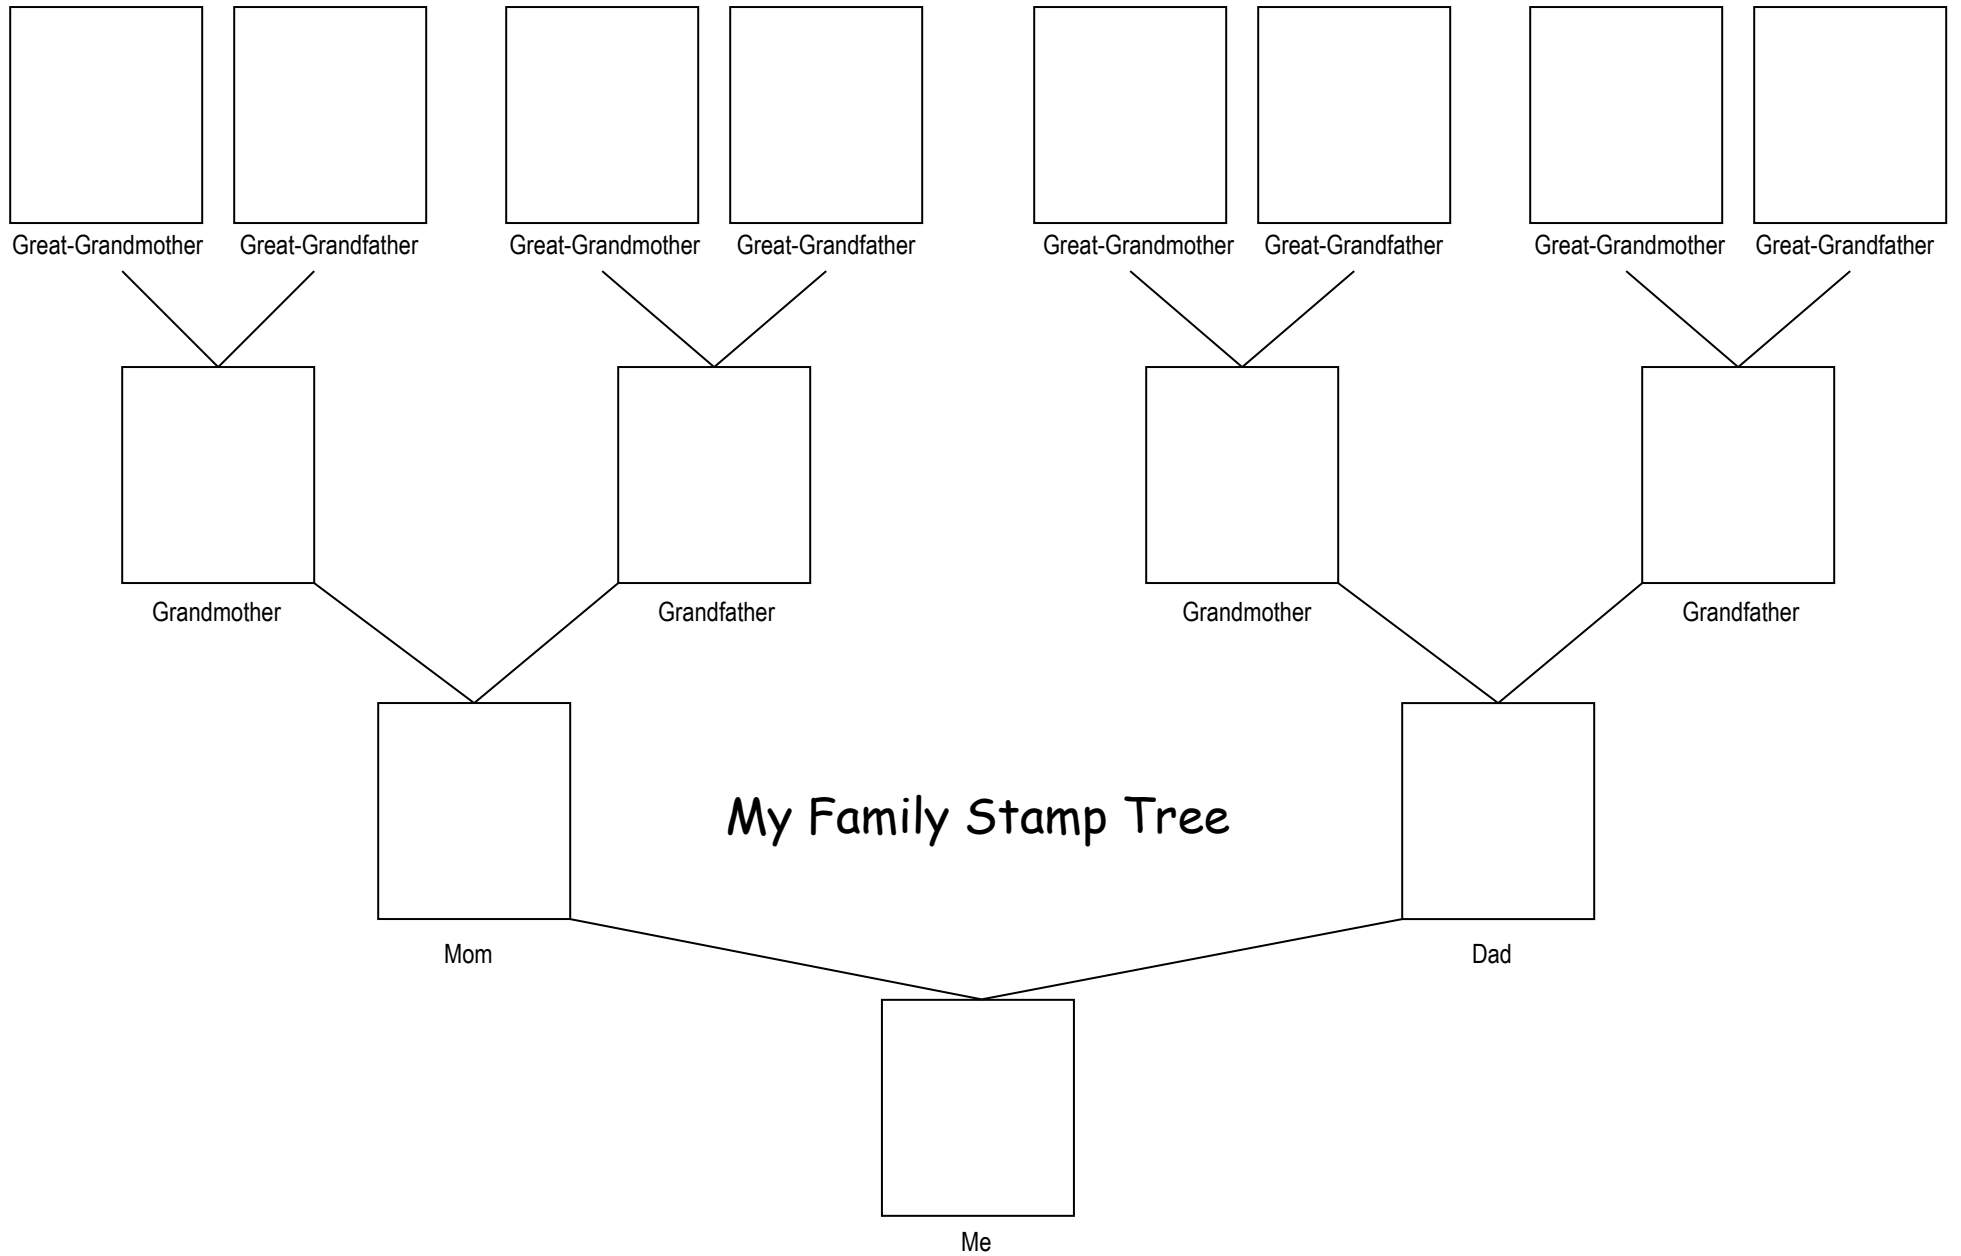 Great-Grandmother Great-Grandfather Great-Grandmother Great-Grandfather Great-Grandmother Great-Grandfather Great-Grandmother Great-Grandfather
Grandmother Grandfather Grandmother Grandfather
My Family Stamp Tree
Mom Dad
Me